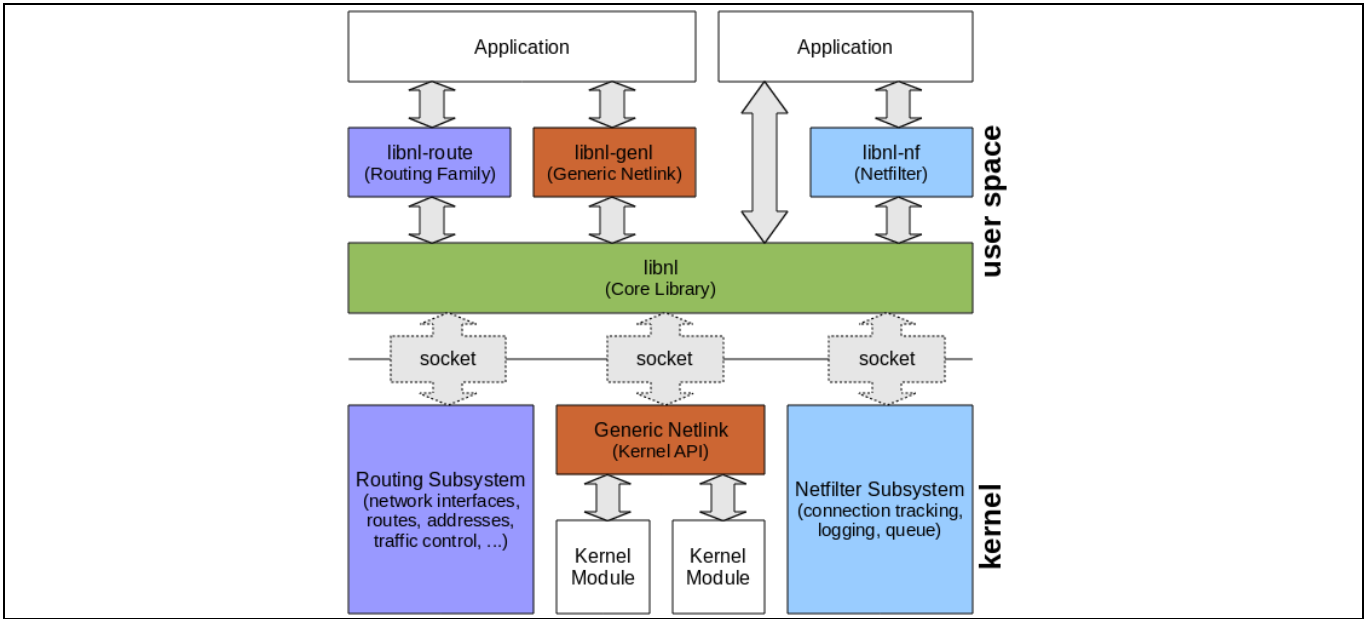 Application
Application
libnl-route
(Routing Family)
libnl-genl
(Generic Netlink)
libnl-nf
(Netfilter)
user space
libnl
(Core Library)
socket
socket
socket
Routing Subsystem
(network interfaces,
routes, addresses,
traffic control, ...)
Generic Netlink
(Kernel API)
Kernel
Module
Kernel
Module
Netfilter Subsystem
(connection tracking,
logging, queue)
kernel